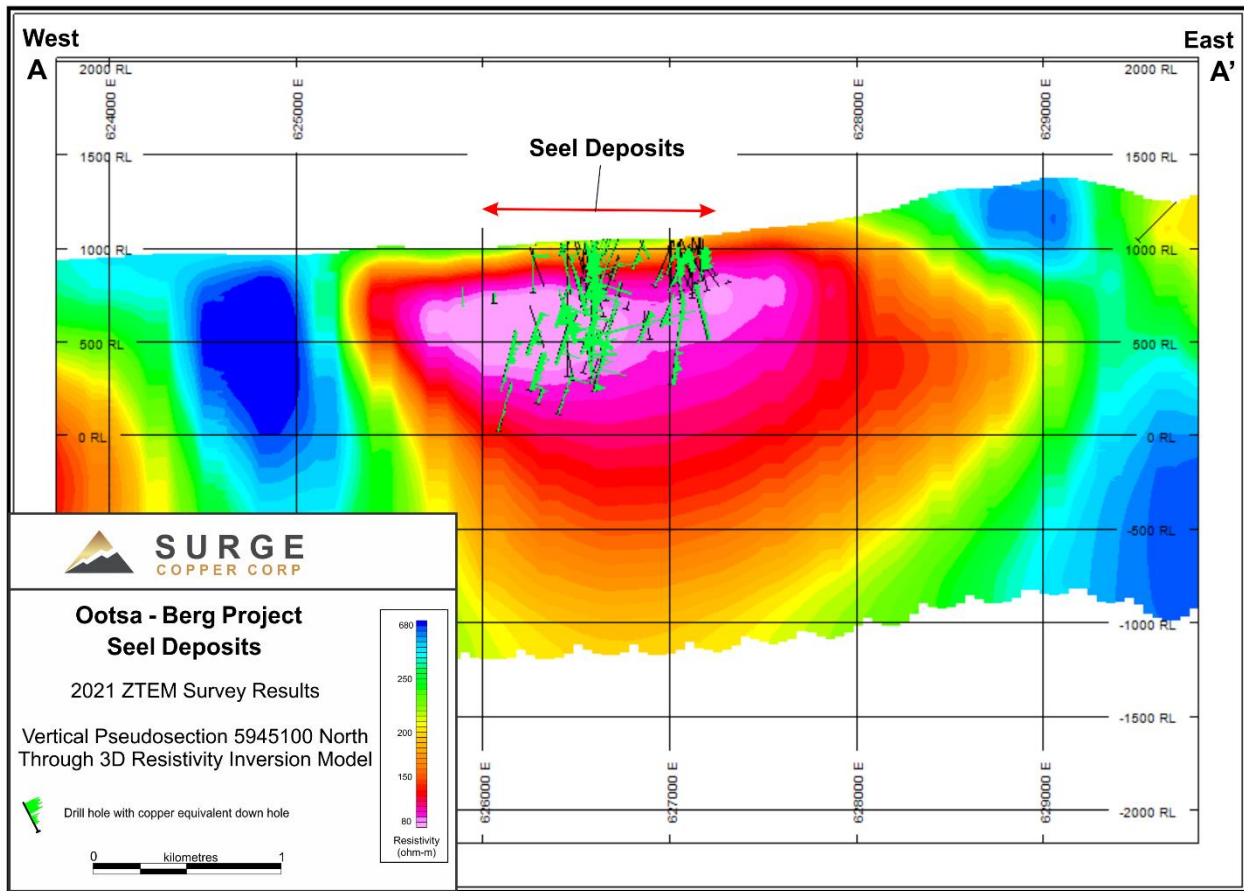 West
East
A
A'
2000 RL
624000 E
625000 E
628000 E
629000 E
2000 RL
1500 RL
Seel Deposits
1500 RL
1000 RL
1000 RL
500 RL
500 RL
0 RL
0 RL
-500 RL
-1000 RL
-1500 RL
-2000 RL
626000 E
627000 E
628000 E
629000 E
SURGE
COPPER CORP
Ootsa - Berg Project
Seel Deposits
2021 ZTEM Survey Results
Vertical Pseudosection 5945100 North
Through 3D Resistivity Inversion Model
Drill hole with copper equivalent down hole
0 kilometres 1
680
250
200
150
80
Resistivity
(ohm-m)